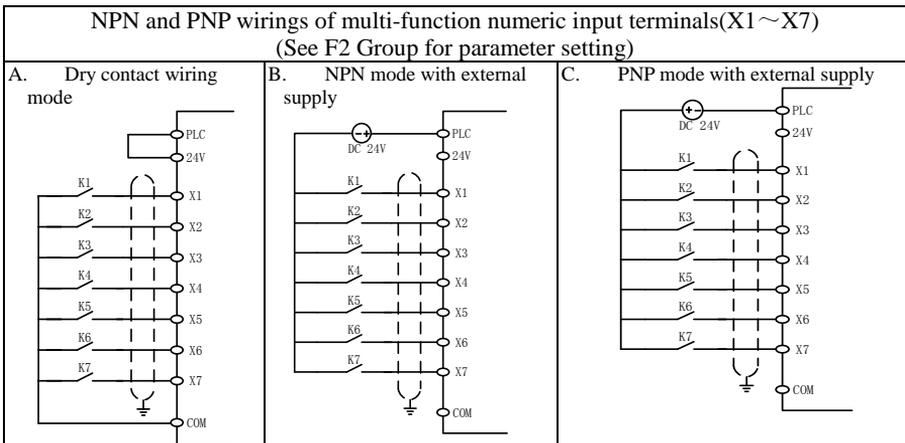 NPN and PNP wirings of multi-function numeric input terminals(X1～X7)
(See F2 Group for parameter setting)
A. Dry contact wiring
mode
PLC
24V
K1
X1
K2
X2
K3
X3
K4
X4
K5
X5
K6
X6
K7
X7
COM
B. NPN mode with external
supply
-+
PLC
DC 24V
24V
K1
X1
K2
X2
K3
X3
K4
X4
K5
X5
K6
X6
K7
X7
COM
C. PNP mode with external supply
+-
PLC
DC 24V
24V
K1
X1
K2
X2
K3
X3
K4
X4
K5
X5
K6
X6
K7
X7
COM